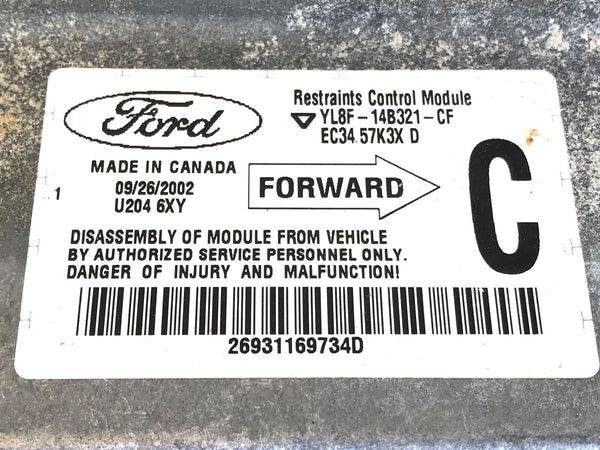 Ford
Restraints Control Module
YL8F-14B321-CF
EC34 57K3X D
MADE IN CANADA
09/26/2002
U204 6XY
1
FORWARD
C
DISASSEMBLY OF MODULE FROM VEHICLE
BY AUTHORIZED SERVICE PERSONNEL ONLY.
DANGER OF INJURY AND MALFUNCTION!
26931169734D